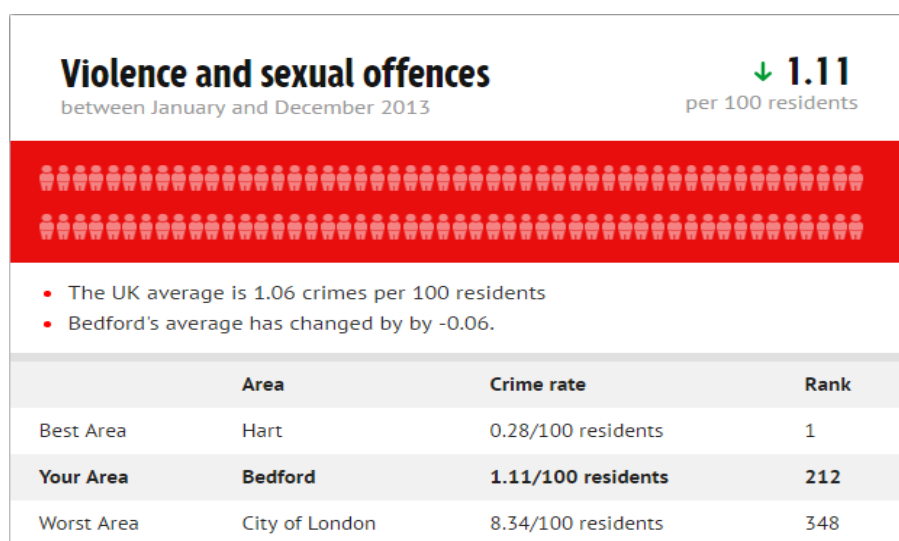 Violence and sexual offences
between January and December 2013
↓ 1.11
per 100 residents
• The UK average is 1.06 crimes per 100 residents
• Bedford's average has changed by by -0.06.
Area Crime rate Rank
Best Area Hart 0.28/100 residents 1
Your Area Bedford 1.11/100 residents 212
Worst Area City of London 8.34/100 residents 348